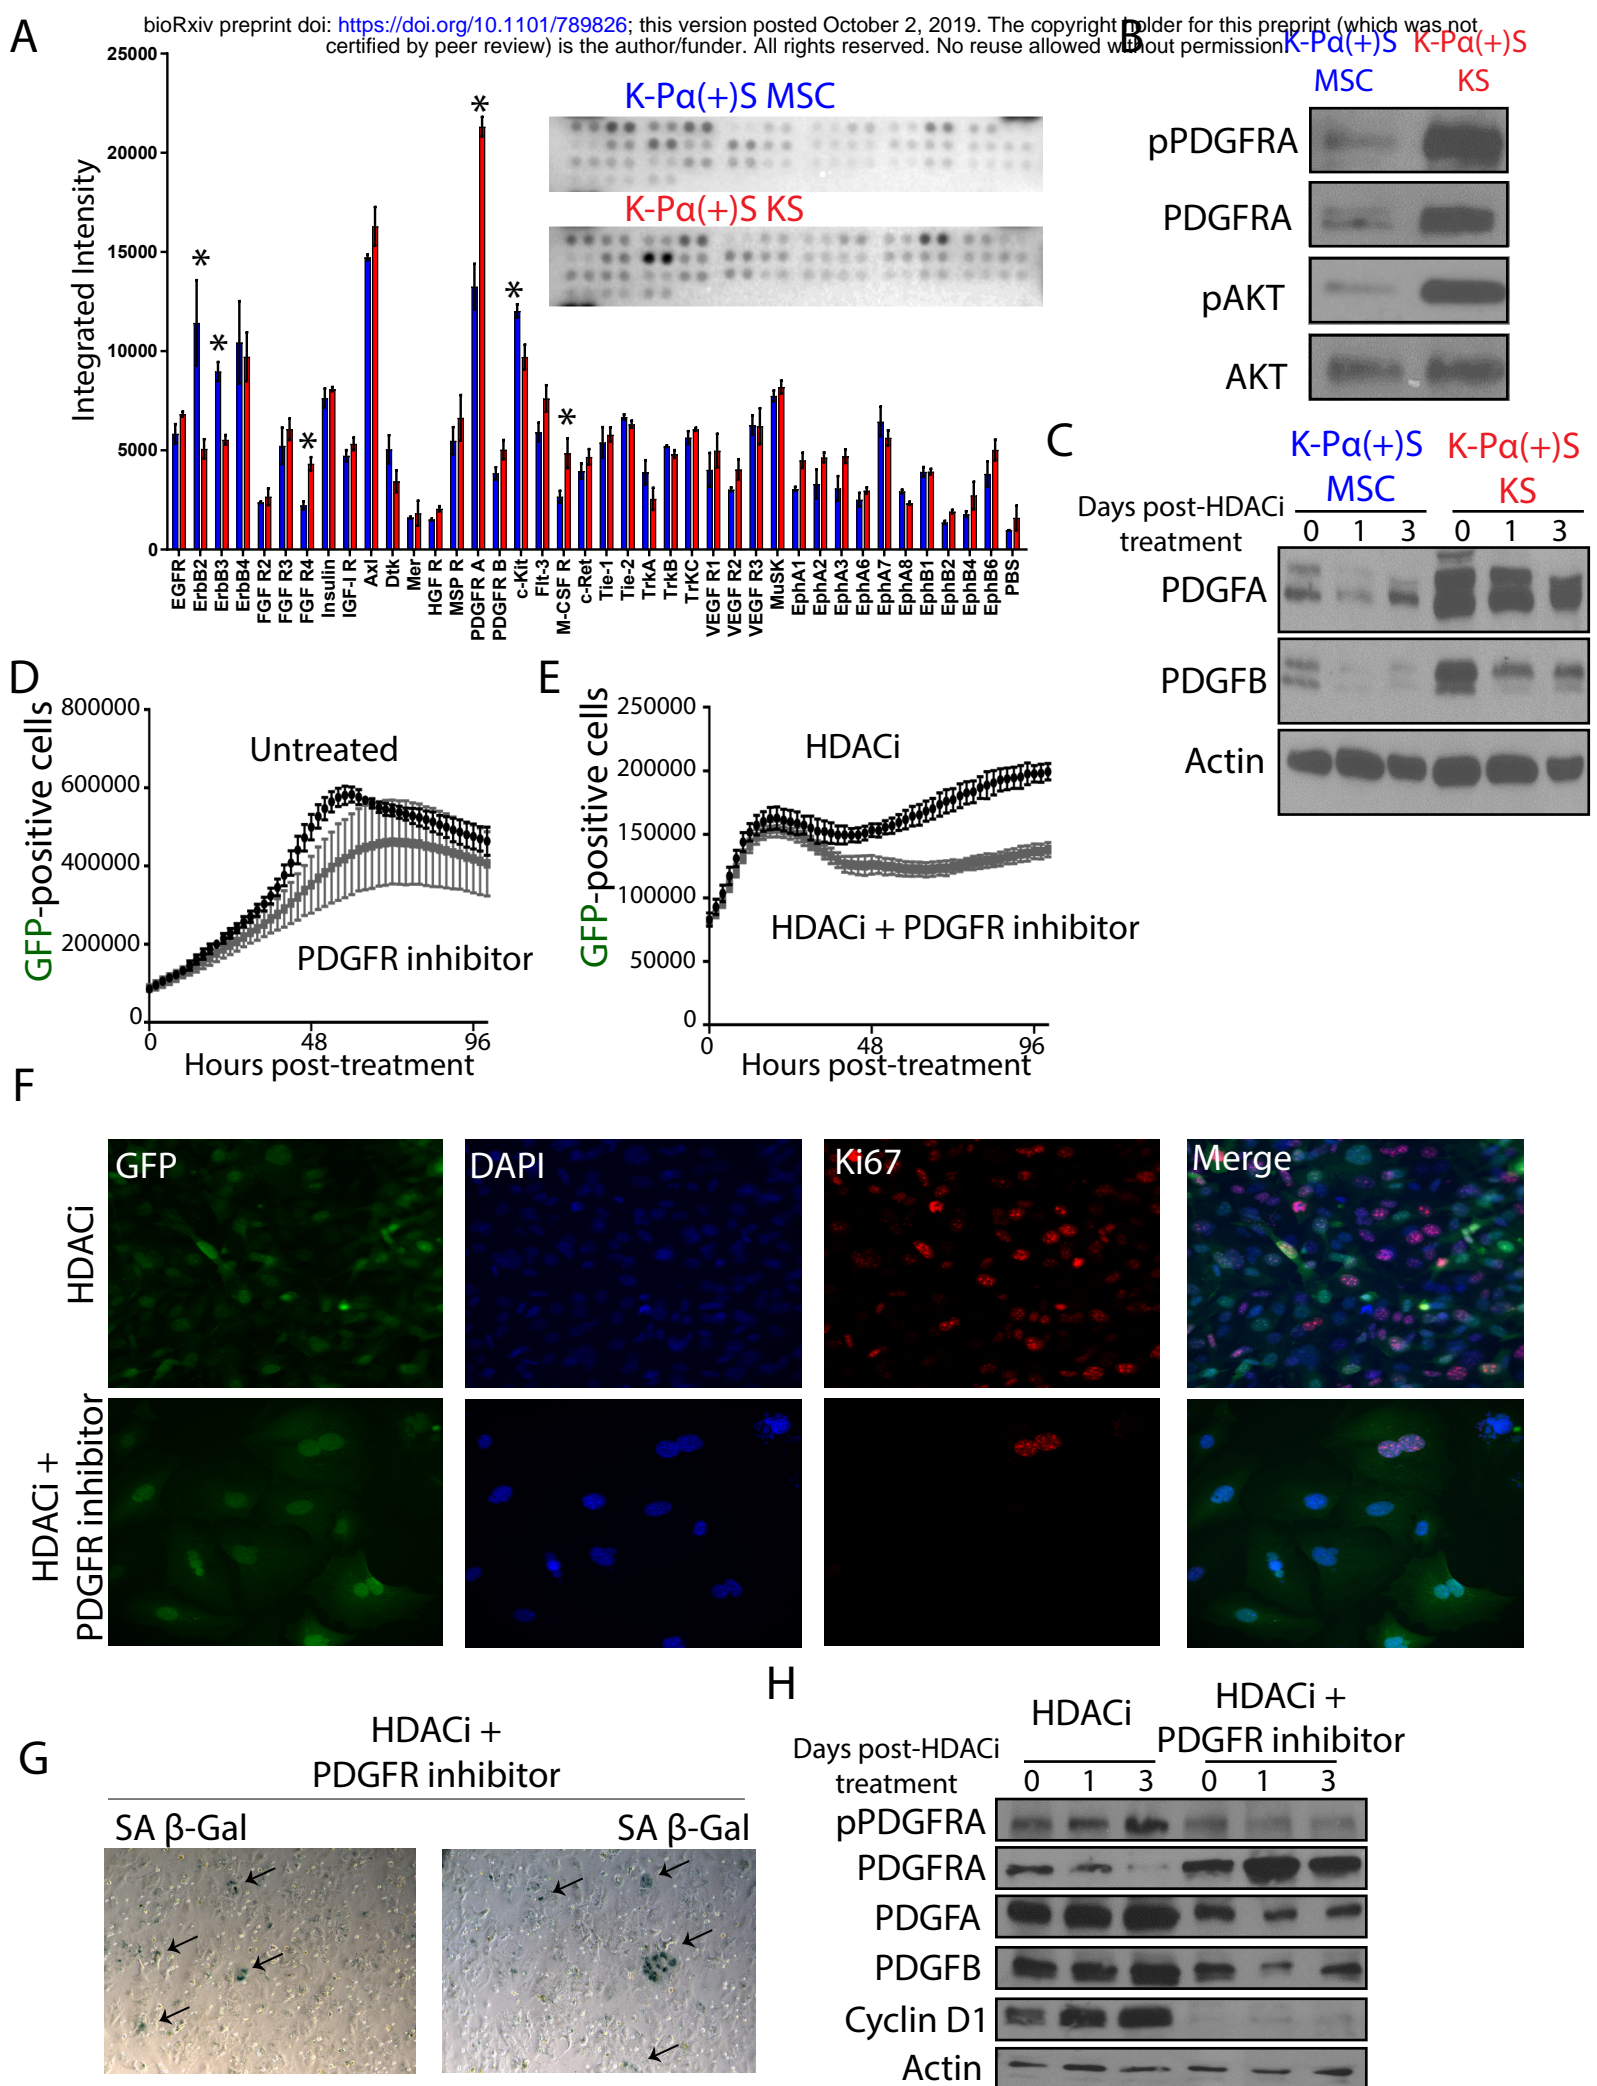 bioRxiv preprint doi: https://doi.org/10.1101/789826; this version posted October 2, 2019. The copyright holder for this preprint (which was not
certified by peer review) is the author/funder. All rights reserved. No reuse allowed without permission.
A
25000
20000
15000
10000
5000
0
Integrated Intensity
K-Pα(+)S MSC
K-Pα(+)S KS
*
*
*
*
*
*
EGFR
ErbB2
ErbB3
ErbB4
FGF R2
FGF R3
FGF R4
Insulin
IGF-I R
Axl
Dtk
Mer
HGF R
MSP R
PDGFR A
PDGFR B
c-Kit
Flt-3
M-CSF R
c-Ret
Tie-1
Tie-2
TrkA
TrkB
TrKC
VEGF R1
VEGF R2
VEGF R3
MuSK
EphA1
EphA2
EphA3
EphA6
EphA7
EphA8
EphB1
EphB2
EphB4
EphB6
PBS
B
K-Pα(+)S K-Pα(+)S
MSC KS
pPDGFRA
PDGFRA
pAKT
AKT
C
K-Pα(+)S K-Pα(+)S
MSC KS
Days post-HDACi
treatment
0 1 3 0 1 3
PDGFA
PDGFB
Actin
D
800000
600000
400000
200000
0
GFP-positive cells
Untreated
PDGFR inhibitor
0 48 96
Hours post-treatment
E
250000
200000
150000
100000
50000
0
GFP-positive cells
HDACi
HDACi + PDGFR inhibitor
0 48 96
Hours post-treatment
F
GFP DAPI Ki67 Merge
HDACi
HDACi +
PDGFR inhibitor
G
HDACi +
PDGFR inhibitor
SA β-Gal SA β-Gal
H
HDACi
HDACi +
PDGFR inhibitor
Days post-HDACi
treatment
0 1 3 0 1 3
pPDGFRA
PDGFRA
PDGFA
PDGFB
Cyclin D1
Actin